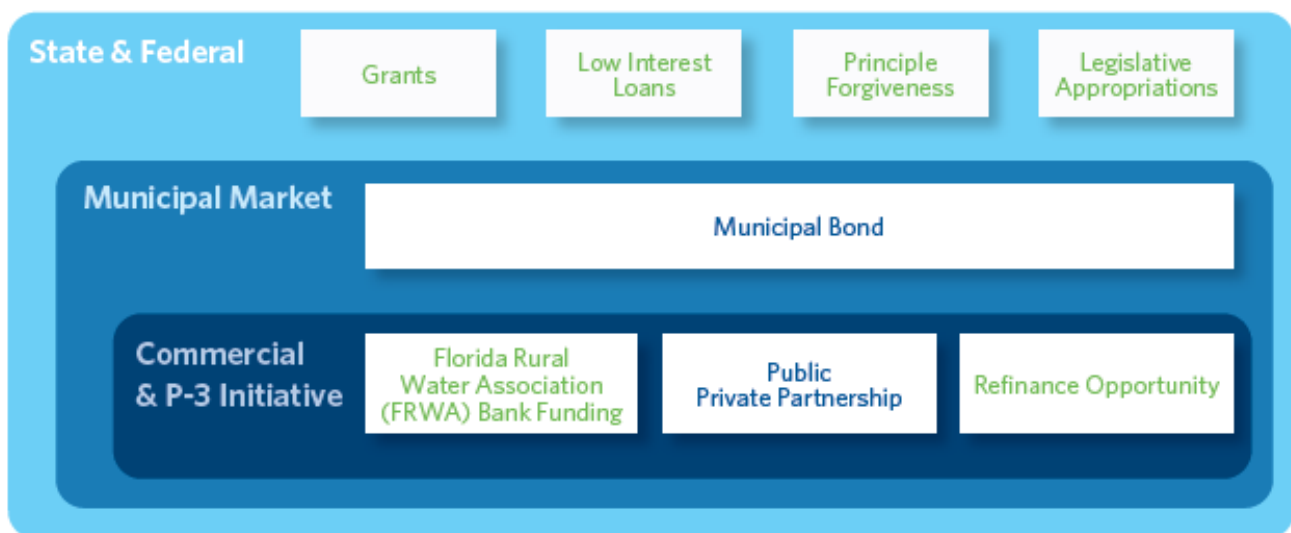 State & Federal
Grants
Low Interest
Loans
Principle
Forgiveness
Legislative
Appropriations
Municipal Market
Municipal Bond
Commercial
& P-3 Initiative
Florida Rural
Water Association
(FRWA) Bank Funding
Public
Private Partnership
Refinance Opportunity